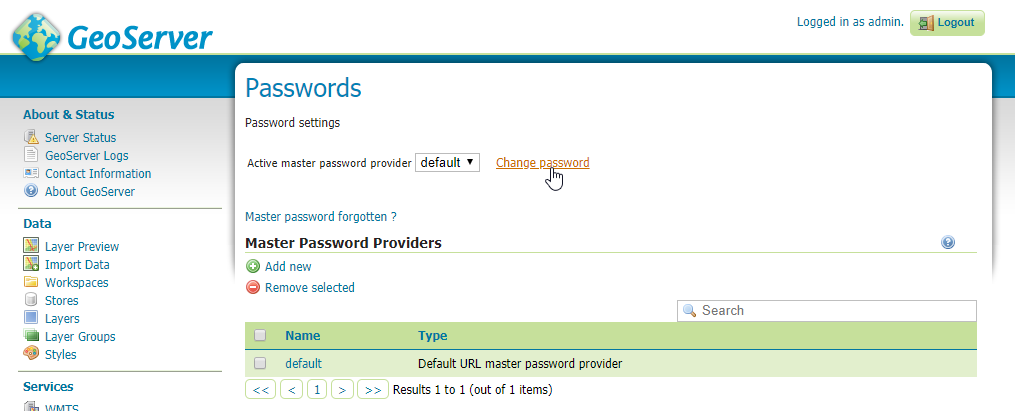 GeoServer
Logged in as admin. Logout
About & Status
Server Status
GeoServer Logs
Contact Information
About GeoServer
Data
Layer Preview
Import Data
Workspaces
Stores
Layers
Layer Groups
Styles
Services
WMTS
Passwords
Password settings
Active master password provider default Change password
Master password forgotten ?
Master Password Providers
Add new
Remove selected
Search
Name Type
default Default URL master password provider
<< < 1 > >> Results 1 to 1 (out of 1 items)